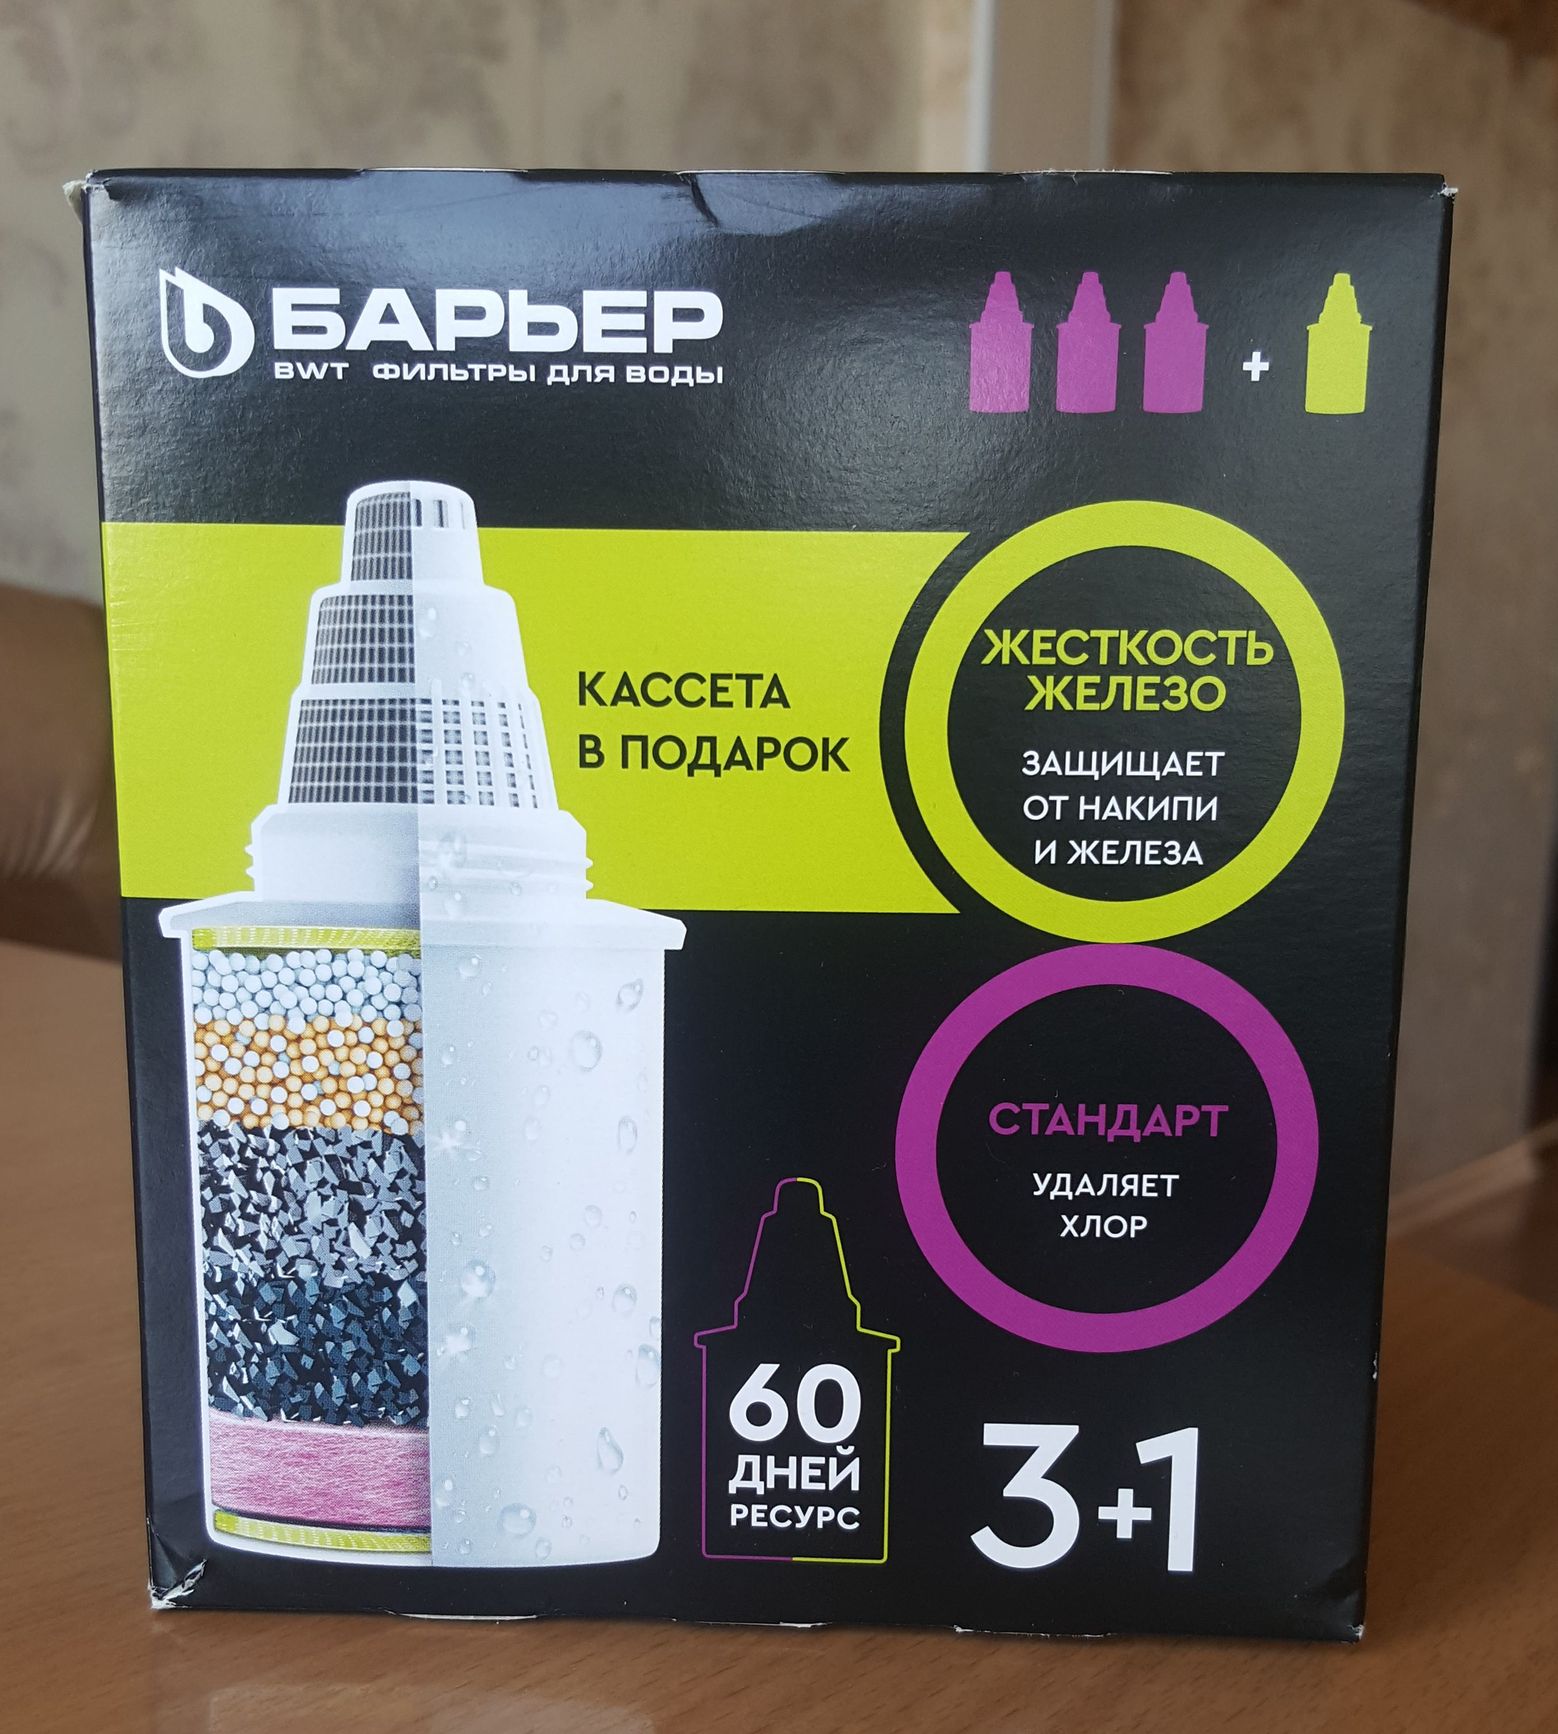 БАРЬЕР
BWT ФИЛЬТРЫ ДЛЯ ВОДЫ
+
КАССЕТА
В ПОДАРОК
ЖЕСТКОСТЬ
ЖЕЛЕЗО
ЗАЩИЩАЕТ
ОТ НАКИПИ
И ЖЕЛЕЗА
СТАНДАРТ
УДАЛЯЕТ
ХЛОР
60
ДНЕЙ
РЕСУРС
3+1